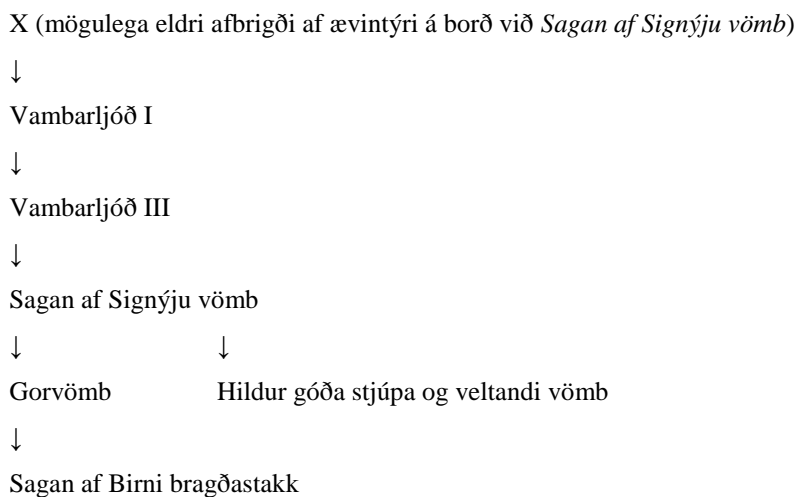 X (mögulega eldri afbrigði af ævintýri á borð við Sagan af Signýju vömb)
↓
Vambarljóð I
↓
Vambarljóð III
↓
Sagan af Signýju vömb
↓ ↓
Gorvömb Hildur góða stjúpa og veltandi vömb
↓
Sagan af Birni bragðastakk